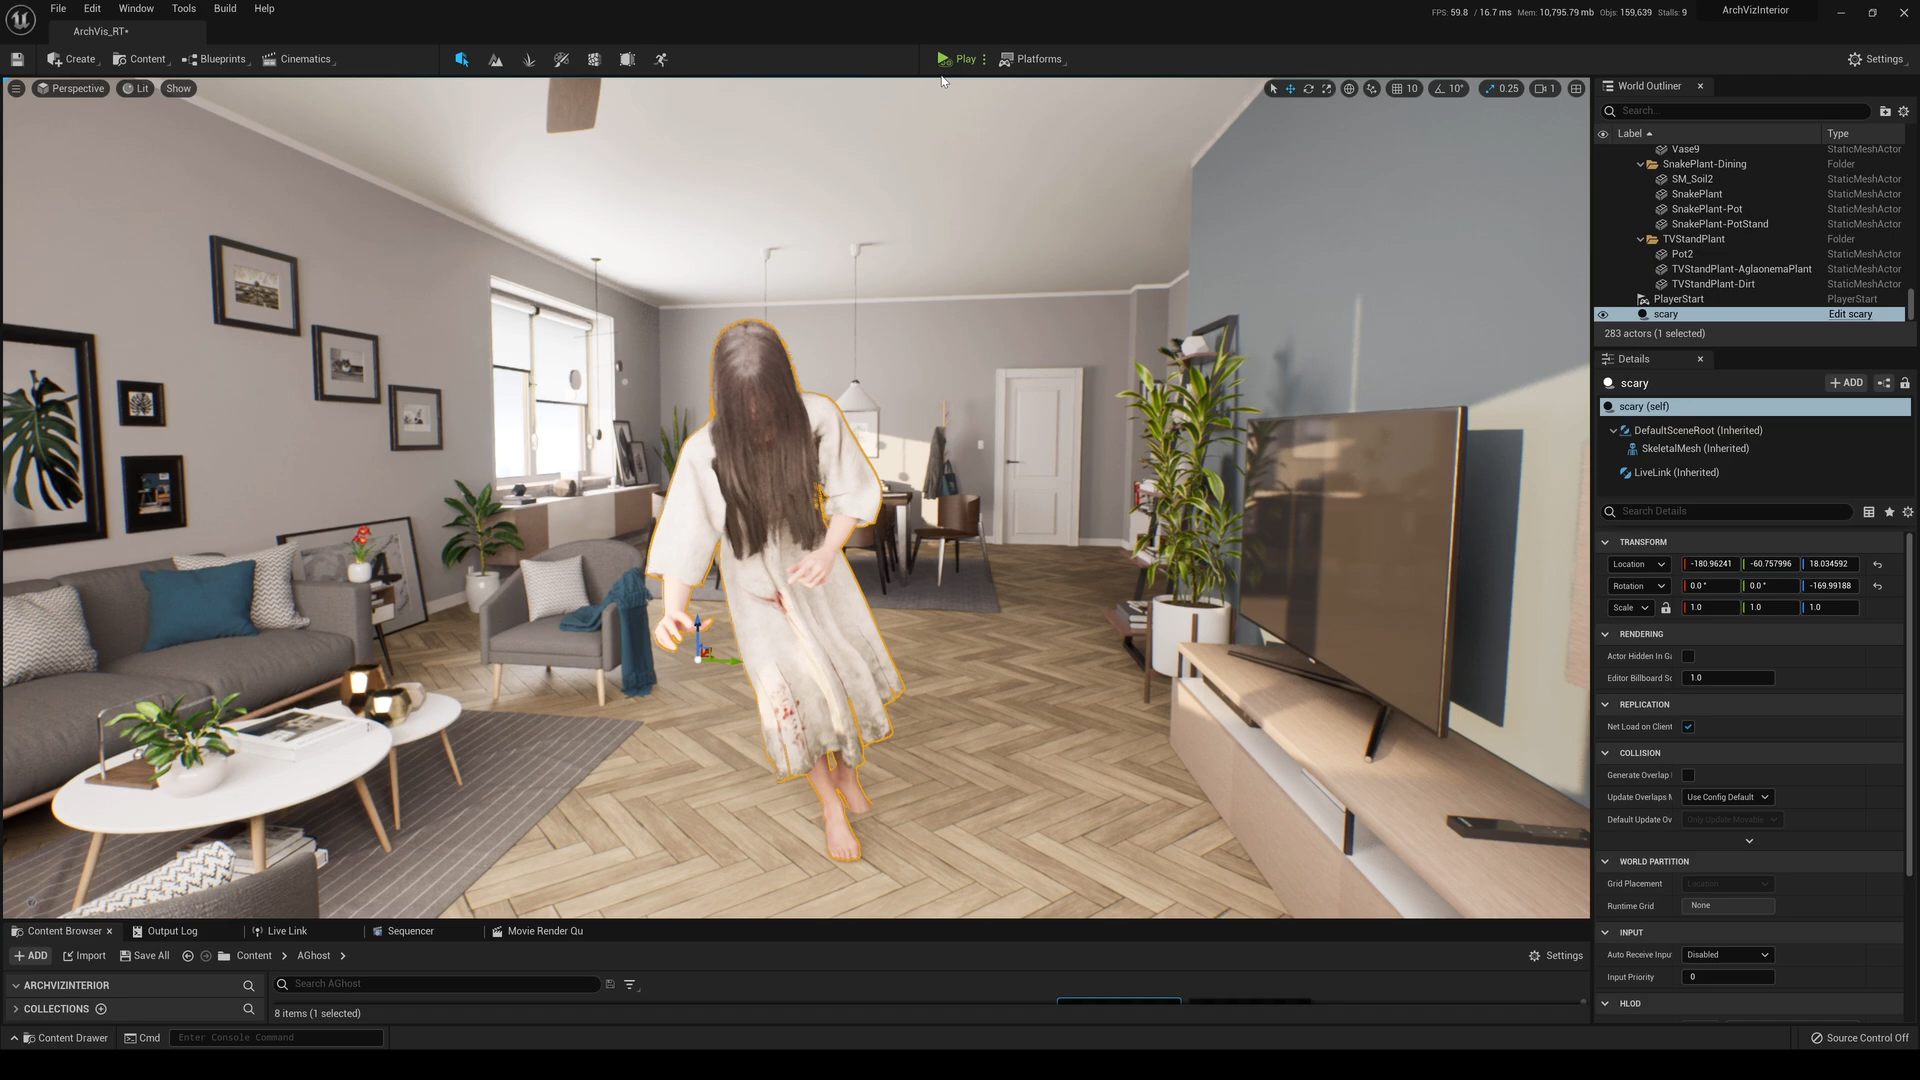 File Edit Window Tools Build Help
FPS: 59.8 / 16.7 ms Mem: 10,795.79 mb Objs: 159,639 Stalls: 9
ArchVizInterior
ArchVis_RT*
Create Content Blueprints Cinematics
Play Platforms
Settings
Perspective Lit Show
10 10° 0.25 1
World Outliner
Search...
Label Type
Vase9 StaticMeshActor
SnakePlant-Dining Folder
SM_Soil2 StaticMeshActor
SnakePlant StaticMeshActor
SnakePlant-Pot StaticMeshActor
SnakePlant-PotStand StaticMeshActor
TVStandPlant Folder
Pot2 StaticMeshActor
TVStandPlant-AglaonemaPlant StaticMeshActor
TVStandPlant-Dirt StaticMeshActor
PlayerStart PlayerStart
scary Edit scary
283 actors (1 selected)
Details
scary
+ ADD
scary (self)
DefaultSceneRoot (Inherited)
SkeletalMesh (Inherited)
LiveLink (Inherited)
Search Details
TRANSFORM
Location -180.96241 -60.757996 18.034592
Rotation 0.0° 0.0° -169.99188
Scale 1.0 1.0 1.0
RENDERING
Actor Hidden In Ga
Editor Billboard Sc 1.0
REPLICATION
Net Load on Client
COLLISION
Generate Overlap
Update Overlaps M Use Config Default
Default Update Ov Only Update Movable
WORLD PARTITION
Grid Placement Location
Runtime Grid None
INPUT
Auto Receive Input Disabled
Input Priority 0
HLOD
Content Browser Output Log Live Link Sequencer Movie Render Qu
+ ADD Import Save All Content AGhost
Settings
ARCHVIZINTERIOR
Search AGhost
COLLECTIONS
8 items (1 selected)
Content Drawer Cmd Enter Console Command
Source Control Off